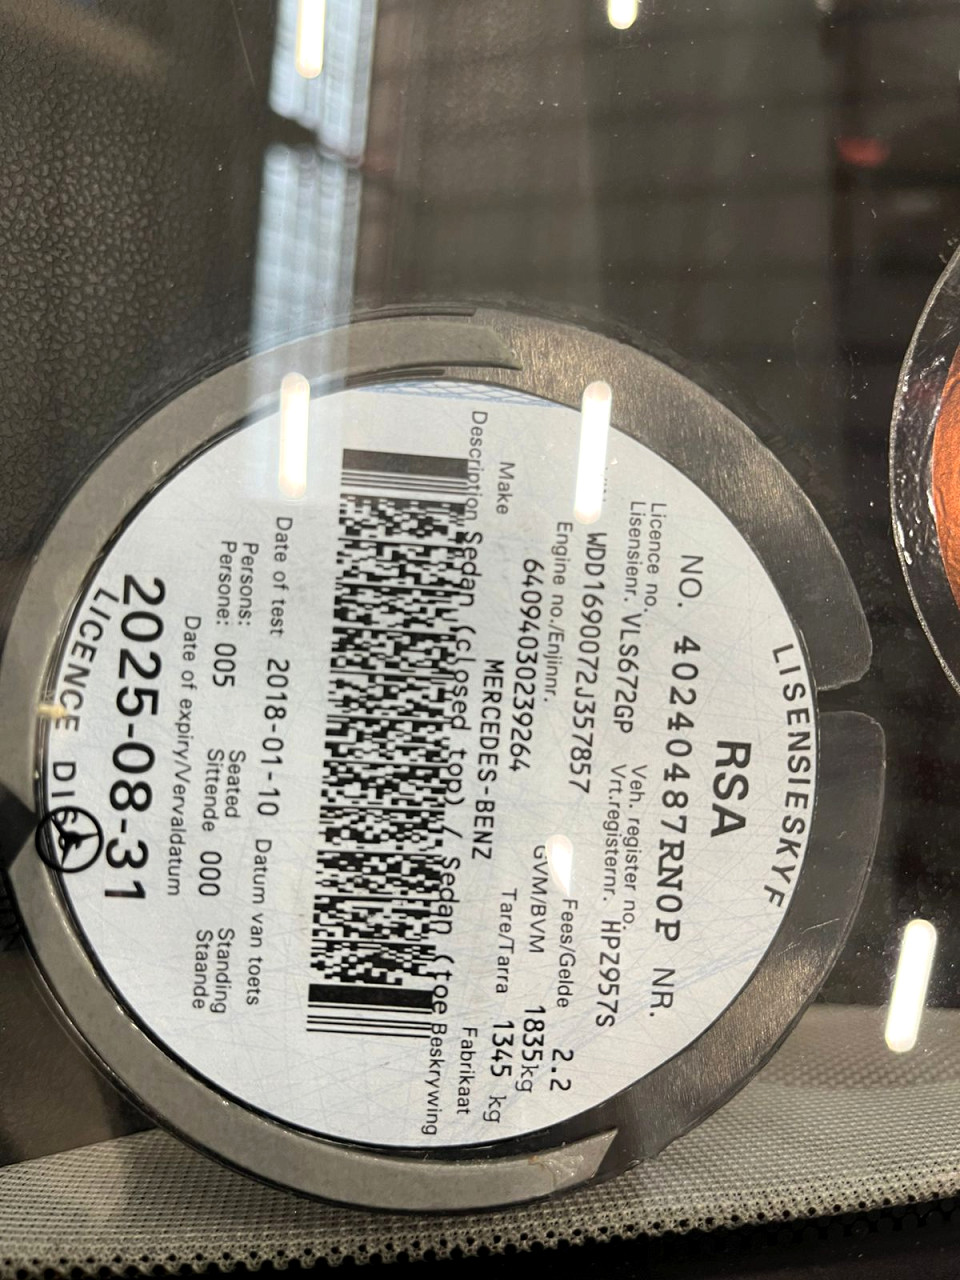 LISENSIESKYF
RSA
NO. 40240487RNOP NR.
Licence no. Veh. register no.
Lisensienr. VLS672GP Vrt.registernr. HPZ957S
WDD1690072J357857 Fees/Gelde 2.2
Engine no./Enjinnr. GVM/BVM 1835kg
64094030239264 Tare/Tarra 1345 kg
Make MERCEDES-BENZ Fabrikaat
Description Sedan (closed top) / Sedan (toe Beskrywing
Date of test 2018-01-10 Datum van toets
Persons: Seated Standing
Persone: 005 Sittende 000 Staande
Date of expiry/Vervaldatum
2025-08-31
LICENCE DISC